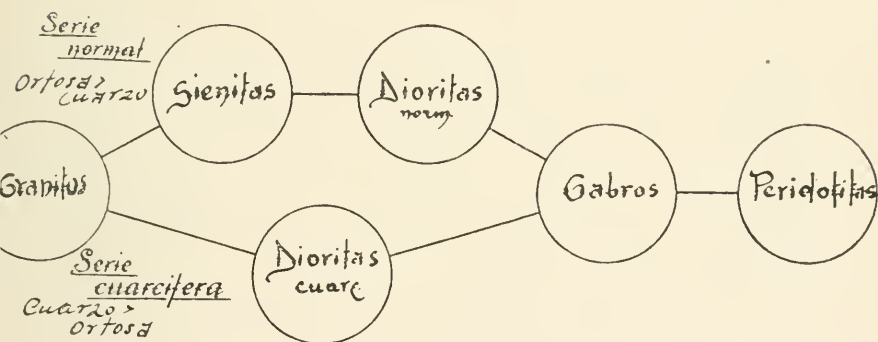 Serie
normal
Ortosa >
Cuarzo
Sienitas
Dioritas
norm.
Granitos
Gabros
Peridotitas
Dioritas
cuarc
Serie
cuarcifera
Cuarzo >
Ortosa